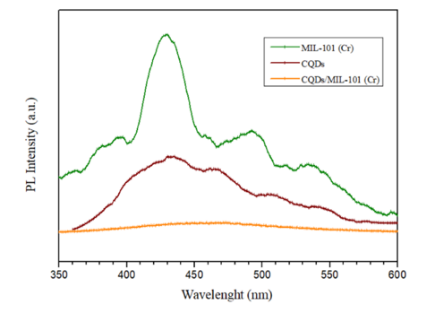 MIL-101 (Cr)
CQDs
CQDs/MIL-101 (Cr)
PL Intensity (a.u.)
350 400 450 500 550 600
Wavelenght (nm)